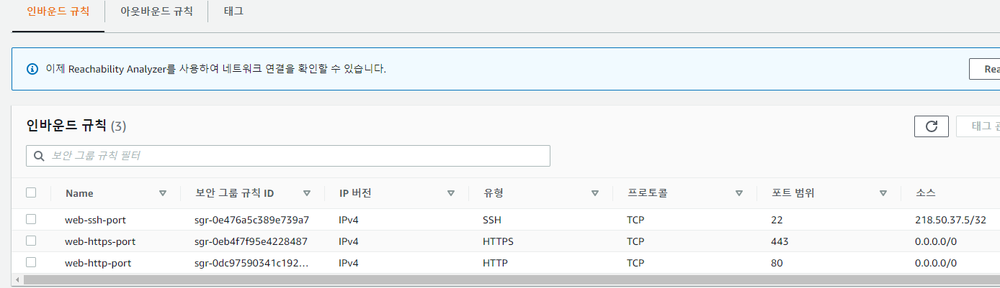 인바운드 규칙 아웃바운드 규칙 태그
이제 Reachability Analyzer를 사용하여 네트워크 연결을 확인할 수 있습니다. Rea
인바운드 규칙 (3) 태그 관
보안 그룹 규칙 필터
Name 보안 그룹 규칙 ID IP 버전 유형 프로토콜 포트 범위 소스
web-ssh-port sgr-0e476a5c389e739a7 IPv4 SSH TCP 22 218.50.37.5/32
web-https-port sgr-0eb4f7f95e4228487 IPv4 HTTPS TCP 443 0.0.0.0/0
web-http-port sgr-0dc97590341c192... IPv4 HTTP TCP 80 0.0.0.0/0